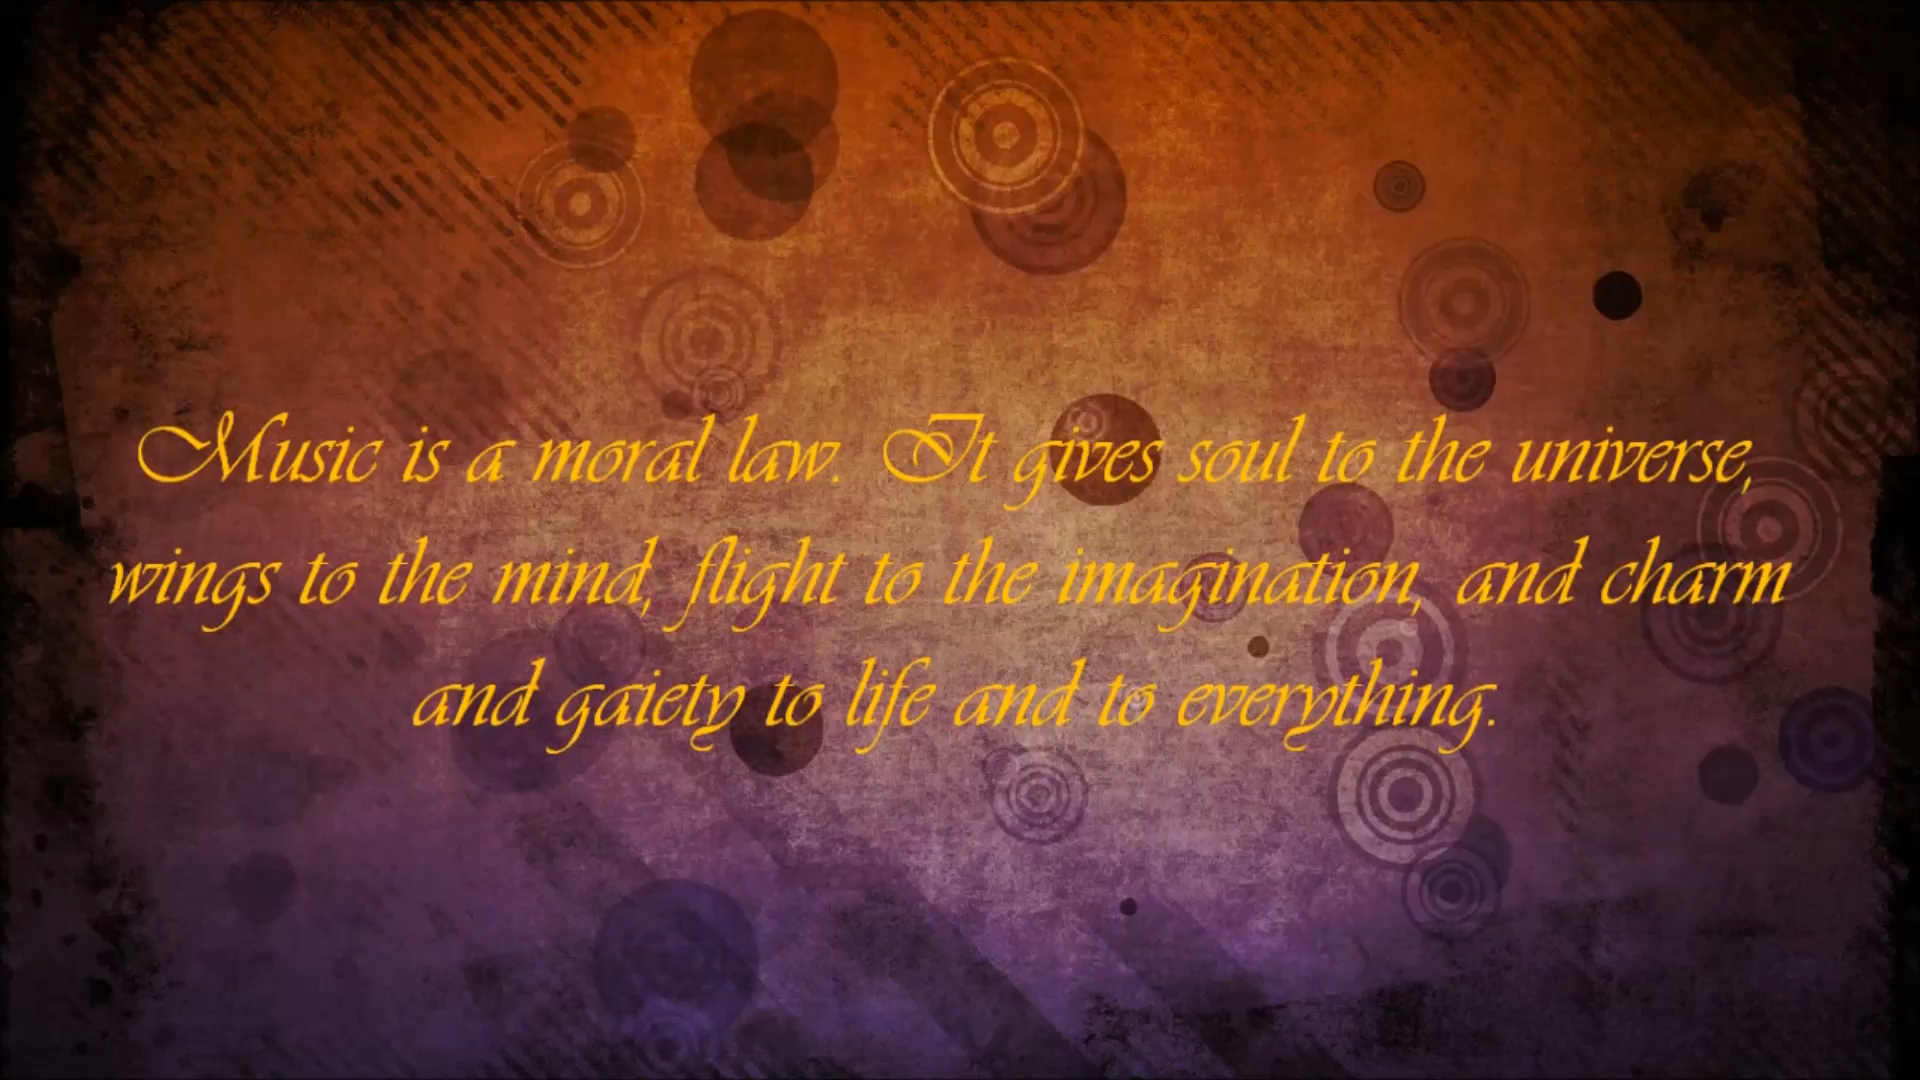 Music is a moral law. It gives soul to the universe,
wings to the mind, flight to the imagination, and charm
and gaiety to life and to everything.